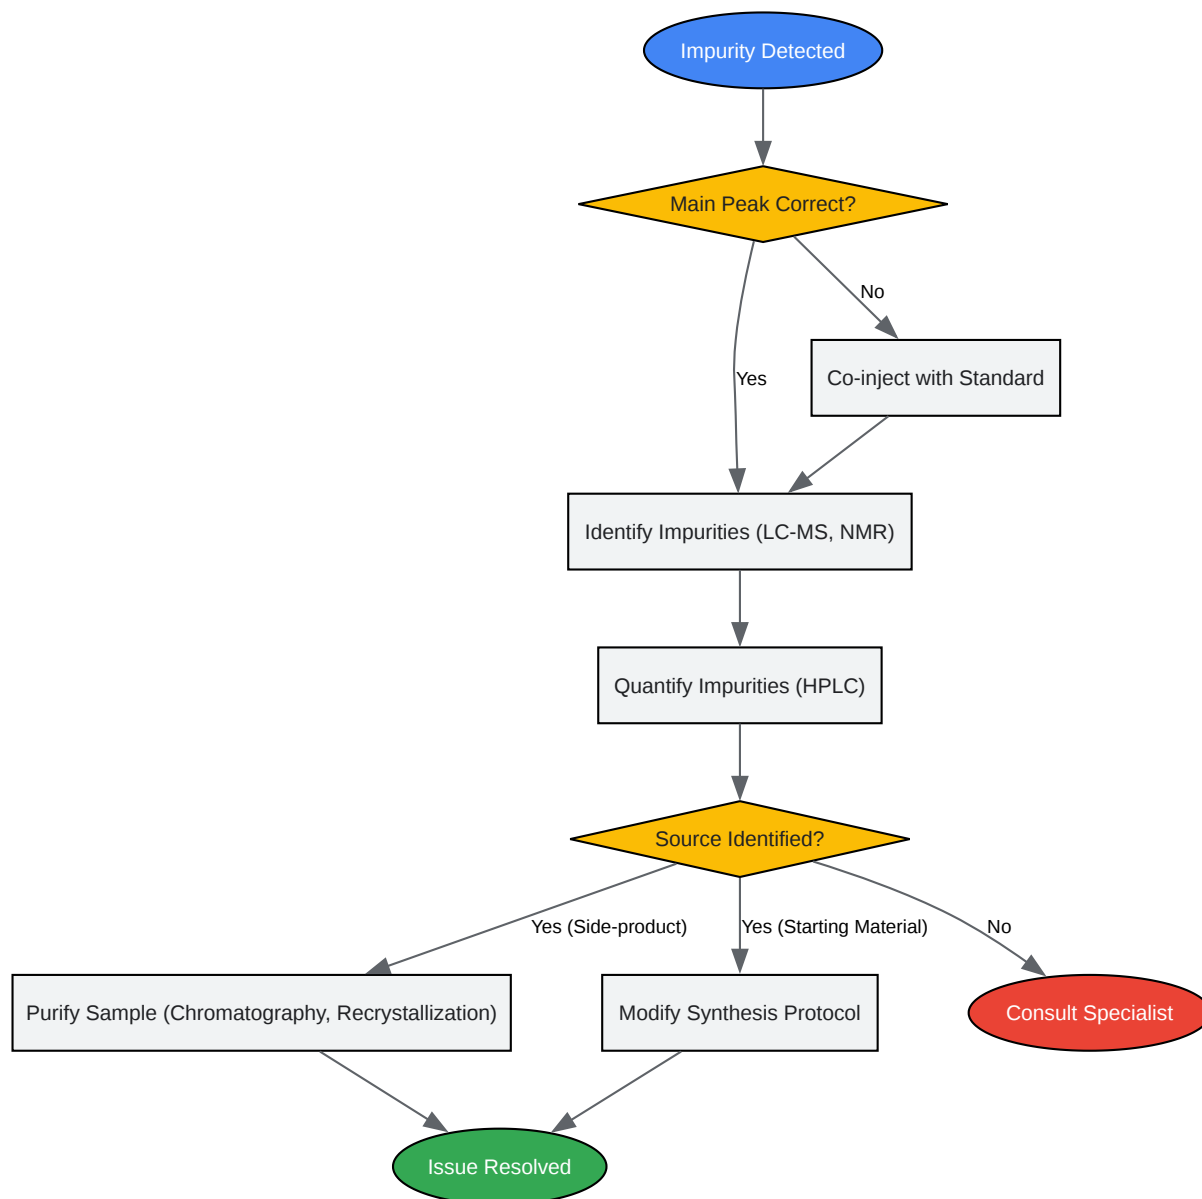 Impurity Detected
Main Peak Correct?
No
Yes
Co-inject with Standard
Identify Impurities (LC-MS, NMR)
Quantify Impurities (HPLC)
Source Identified?
Yes (Side-product)
Yes (Starting Material)
No
Purify Sample (Chromatography, Recrystallization)
Modify Synthesis Protocol
Consult Specialist
Issue Resolved